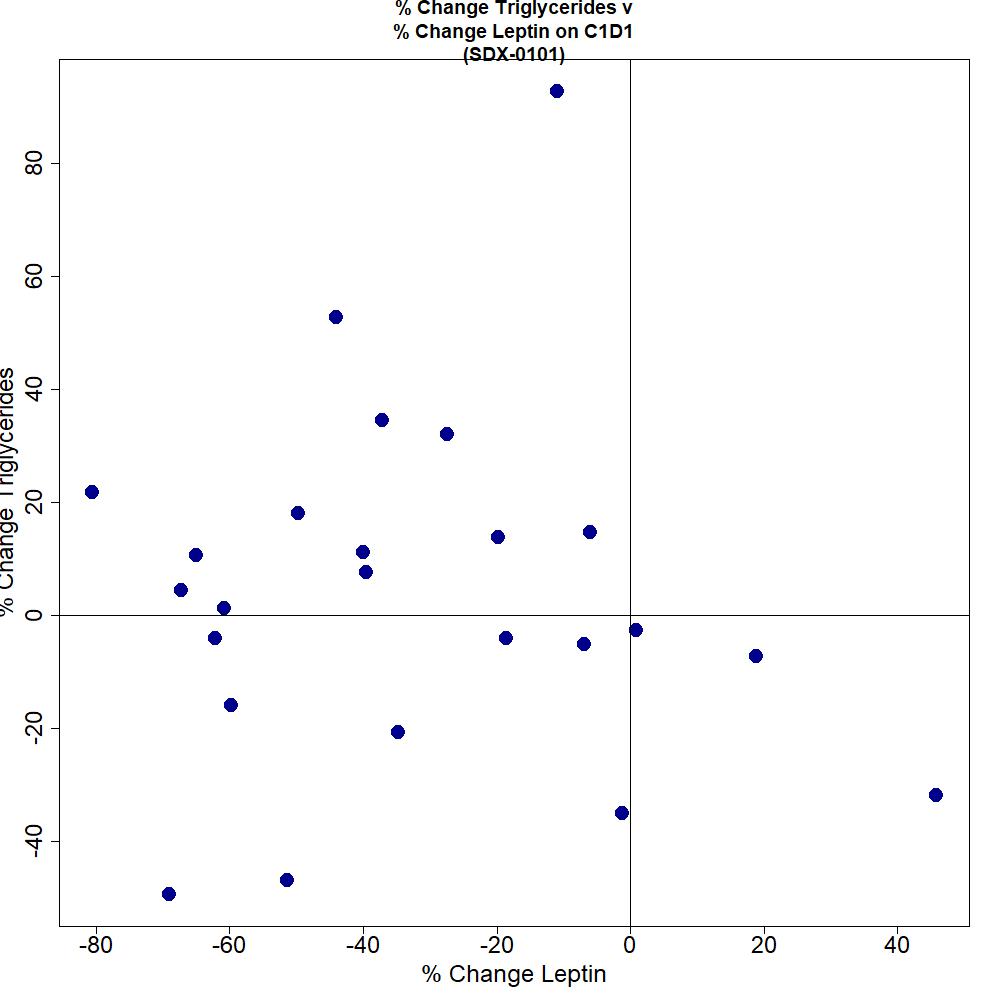 % Change Triglycerides v
% Change Leptin on C1D1
(SDX-0101)
% Change Triglycerides
80
60
40
20
0
-20
-40
-80 -60 -40 -20 0 20 40
% Change Leptin